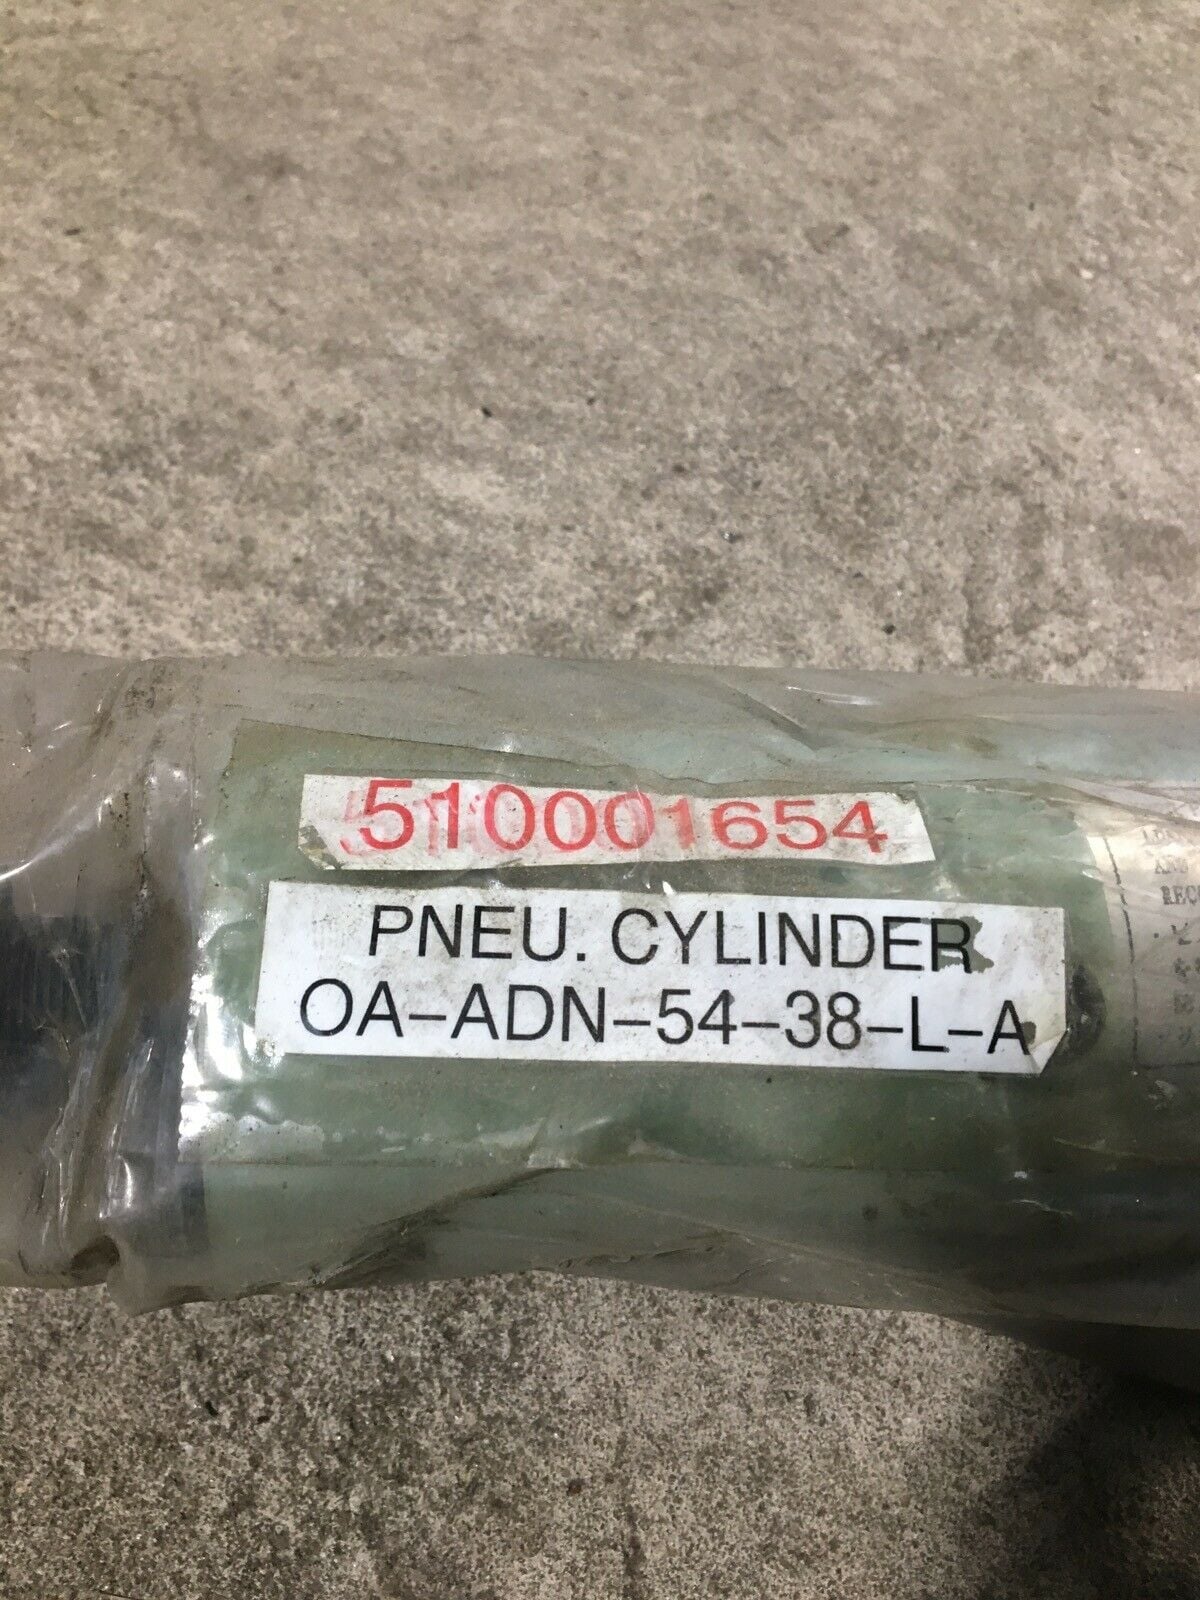 510001654
PNEU. CYLINDER
OA-ADN-54-38-L-A